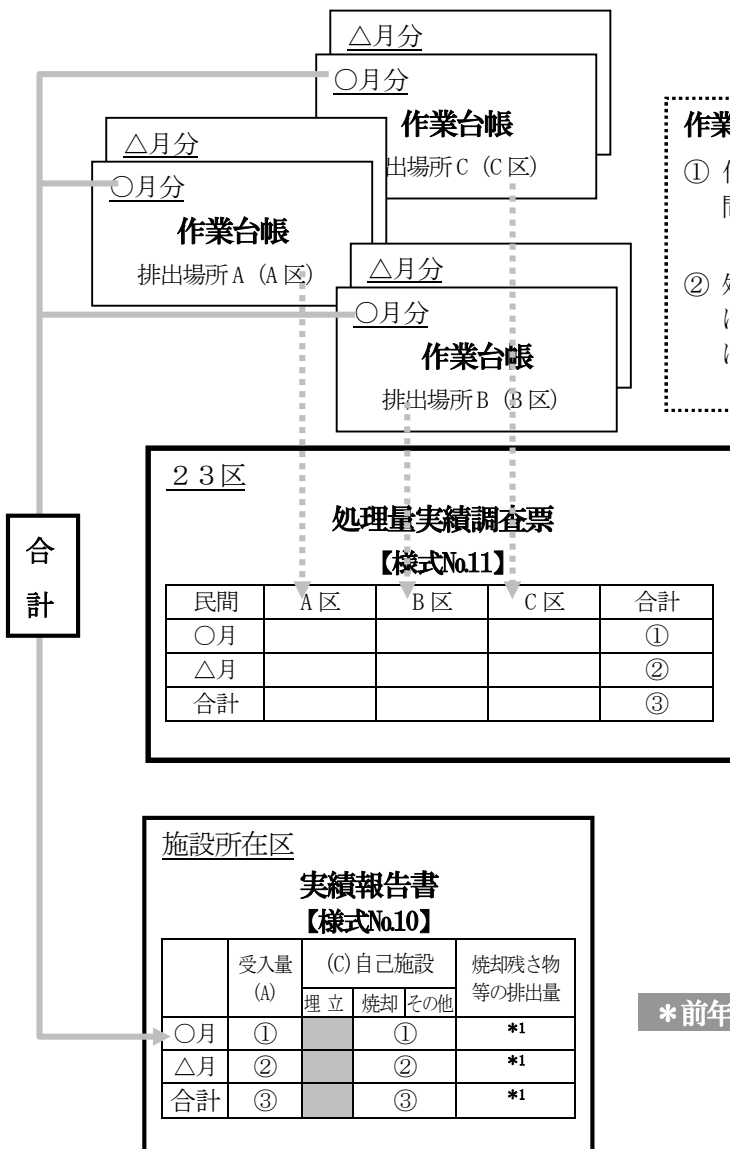 △月分
○月分
作業台帳
出場所C（C区）
△月分
○月分
作業台帳
排出場所A（A区）
△月分
○月分
作業台帳
排出場所B（B区）
作業
①
間
②
に
合計
２３区
処理量実績調査票
【様式No.11】
民間 A区 B区 C区 合計
○月 ①
△月 ②
合計 ③
施設所在区
実績報告書
【様式No.10】
受入量(A) (C)自己施設 焼却残さ物等の排出量
埋立 焼却 その他
○月 ① ① *1
△月 ② ② *1
合計 ③ ③ *1
＊前年